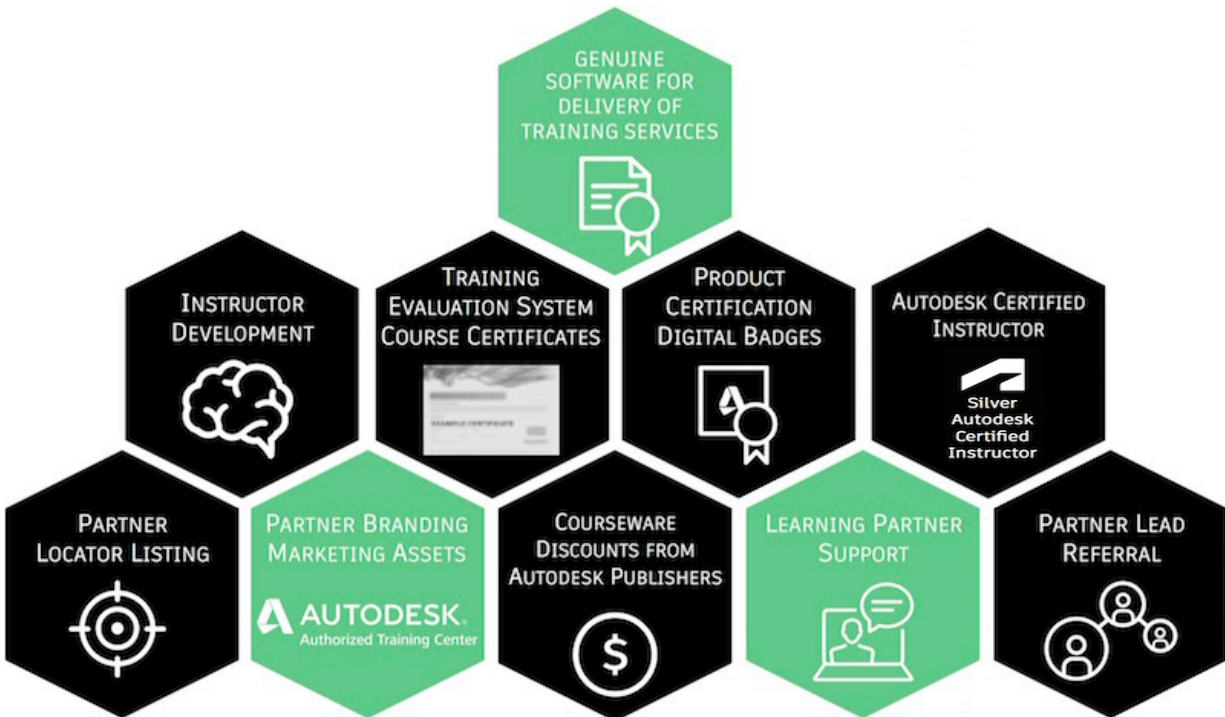 GENUINE
SOFTWARE FOR
DELIVERY OF
TRAINING SERVICES
INSTRUCTOR
DEVELOPMENT
TRAINING
EVALUATION SYSTEM
COURSE CERTIFICATES
EXAMPLE CERTIFICATE
PRODUCT
CERTIFICATION
DIGITAL BADGES
AUTODESK CERTIFIED
INSTRUCTOR
Silver
Autodesk
Certified
Instructor
PARTNER
LOCATOR LISTING
PARTNER BRANDING
MARKETING ASSETS
AUTODESK®
Authorized Training Center
COURSEWARE
DISCOUNTS FROM
AUTODESK PUBLISHERS
$
LEARNING PARTNER
SUPPORT
PARTNER LEAD
REFERRAL